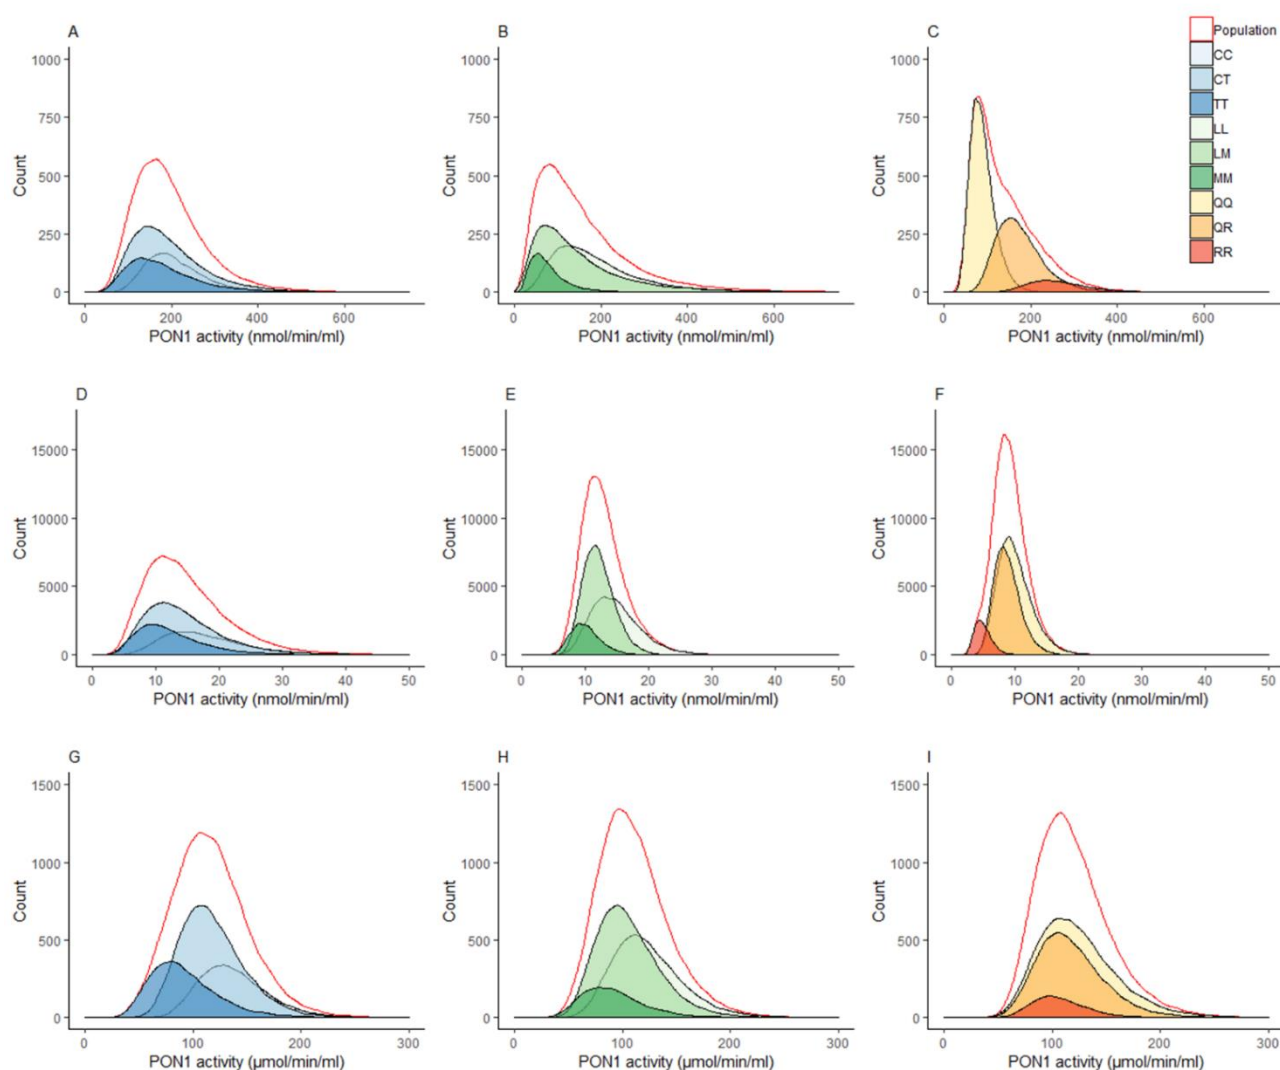 A
B
C
Population
CC
CT
TT
LL
LM
MM
QQ
QR
RR
1000
750
500
250
0
Count
0 200 400 600
PON1 activity (nmol/min/ml)
1000
750
500
250
0
Count
0 200 400 600
PON1 activity (nmol/min/ml)
1000
750
500
250
0
Count
0 200 400 600
PON1 activity (nmol/min/ml)
D
E
F
15000
10000
5000
0
Count
0 10 20 30 40 50
PON1 activity (nmol/min/ml)
15000
10000
5000
0
Count
0 10 20 30 40 50
PON1 activity (nmol/min/ml)
15000
10000
5000
0
Count
0 10 20 30 40 50
PON1 activity (nmol/min/ml)
G
H
I
1500
1000
500
0
Count
0 100 200 300
PON1 activity (µmol/min/ml)
1500
1000
500
0
Count
0 100 200 300
PON1 activity (µmol/min/ml)
1500
1000
500
0
Count
0 100 200 300
PON1 activity (µmol/min/ml)